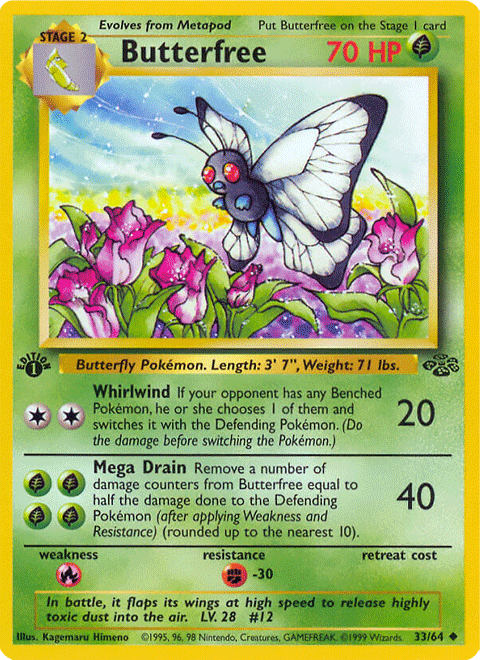 Evolves from Metapod Put Butterfree on the Stage 1 card
STAGE 2
Butterfree 70 HP
EDITION
1
Butterfly Pokémon. Length: 3' 7", Weight: 71 lbs.
Whirlwind If your opponent has any Benched
Pokémon, he or she chooses 1 of them and
switches it with the Defending Pokémon. (Do
the damage before switching the Pokémon.)
20
Mega Drain Remove a number of
damage counters from Butterfree equal to
half the damage done to the Defending
Pokémon (after applying Weakness and
Resistance) (rounded up to the nearest 10).
40
weakness resistance retreat cost
-30
In battle, it flaps its wings at high speed to release highly
toxic dust into the air. LV. 28 #12
Illus. Kagemaru Himeno ©1995, 96, 98 Nintendo, Creatures, GAMEFREAK. ©1999 Wizards. 33/64